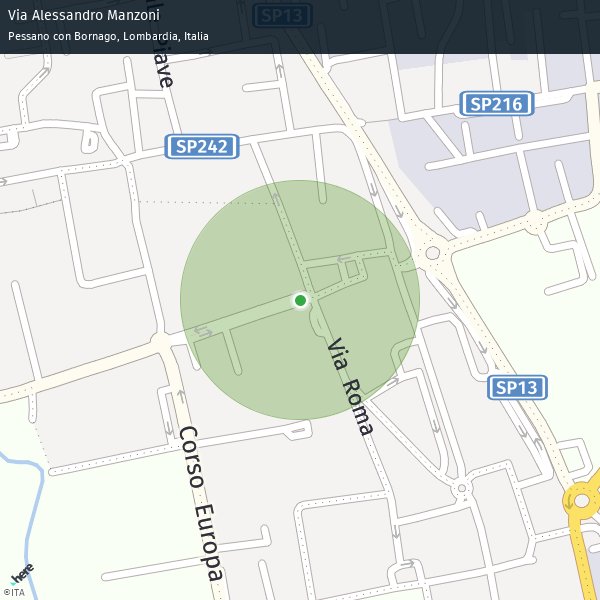 Via Alessandro Manzoni
Pessano con Bornago, Lombardia, Italia
SP13
Piave
SP216
SP242
Via Roma
SP13
Corso Europa
here
©ITA